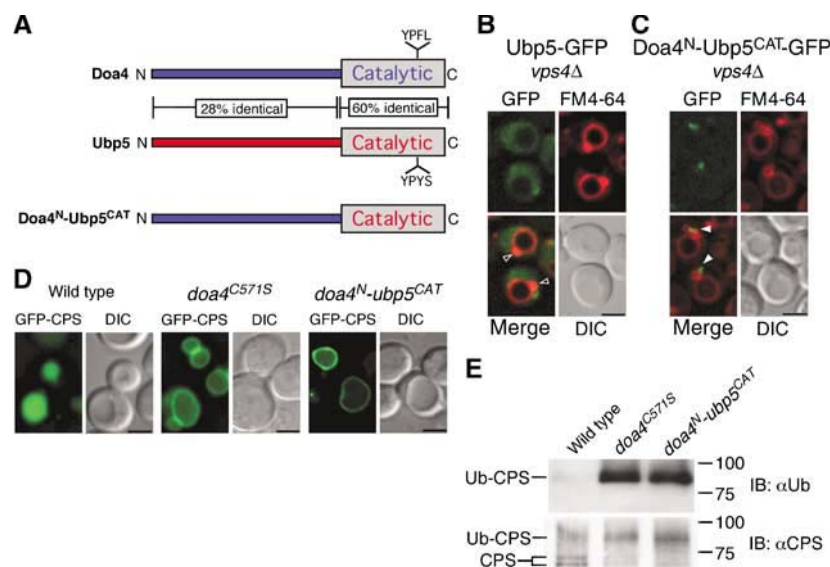 A
YPFL
Doa4 N
Catalytic
C
28% identical
60% identical
Ubp5 N
Catalytic
C
YPYS
Doa4N-Ubp5CAT N
Catalytic
C
B
Ubp5-GFP
vps4Δ
GFP FM4-64
Merge DIC
C
Doa4N-Ubp5CAT-GFP
vps4Δ
GFP FM4-64
Merge DIC
D
Wild type
doa4C571S
doa4N-ubp5CAT
GFP-CPS DIC
GFP-CPS DIC
GFP-CPS DIC
E
Wild type
doa4C571S
doa4N-ubp5CAT
Ub-CPS
100
75
IB: αUb
Ub-CPS
CPS
100
75
IB: αCPS